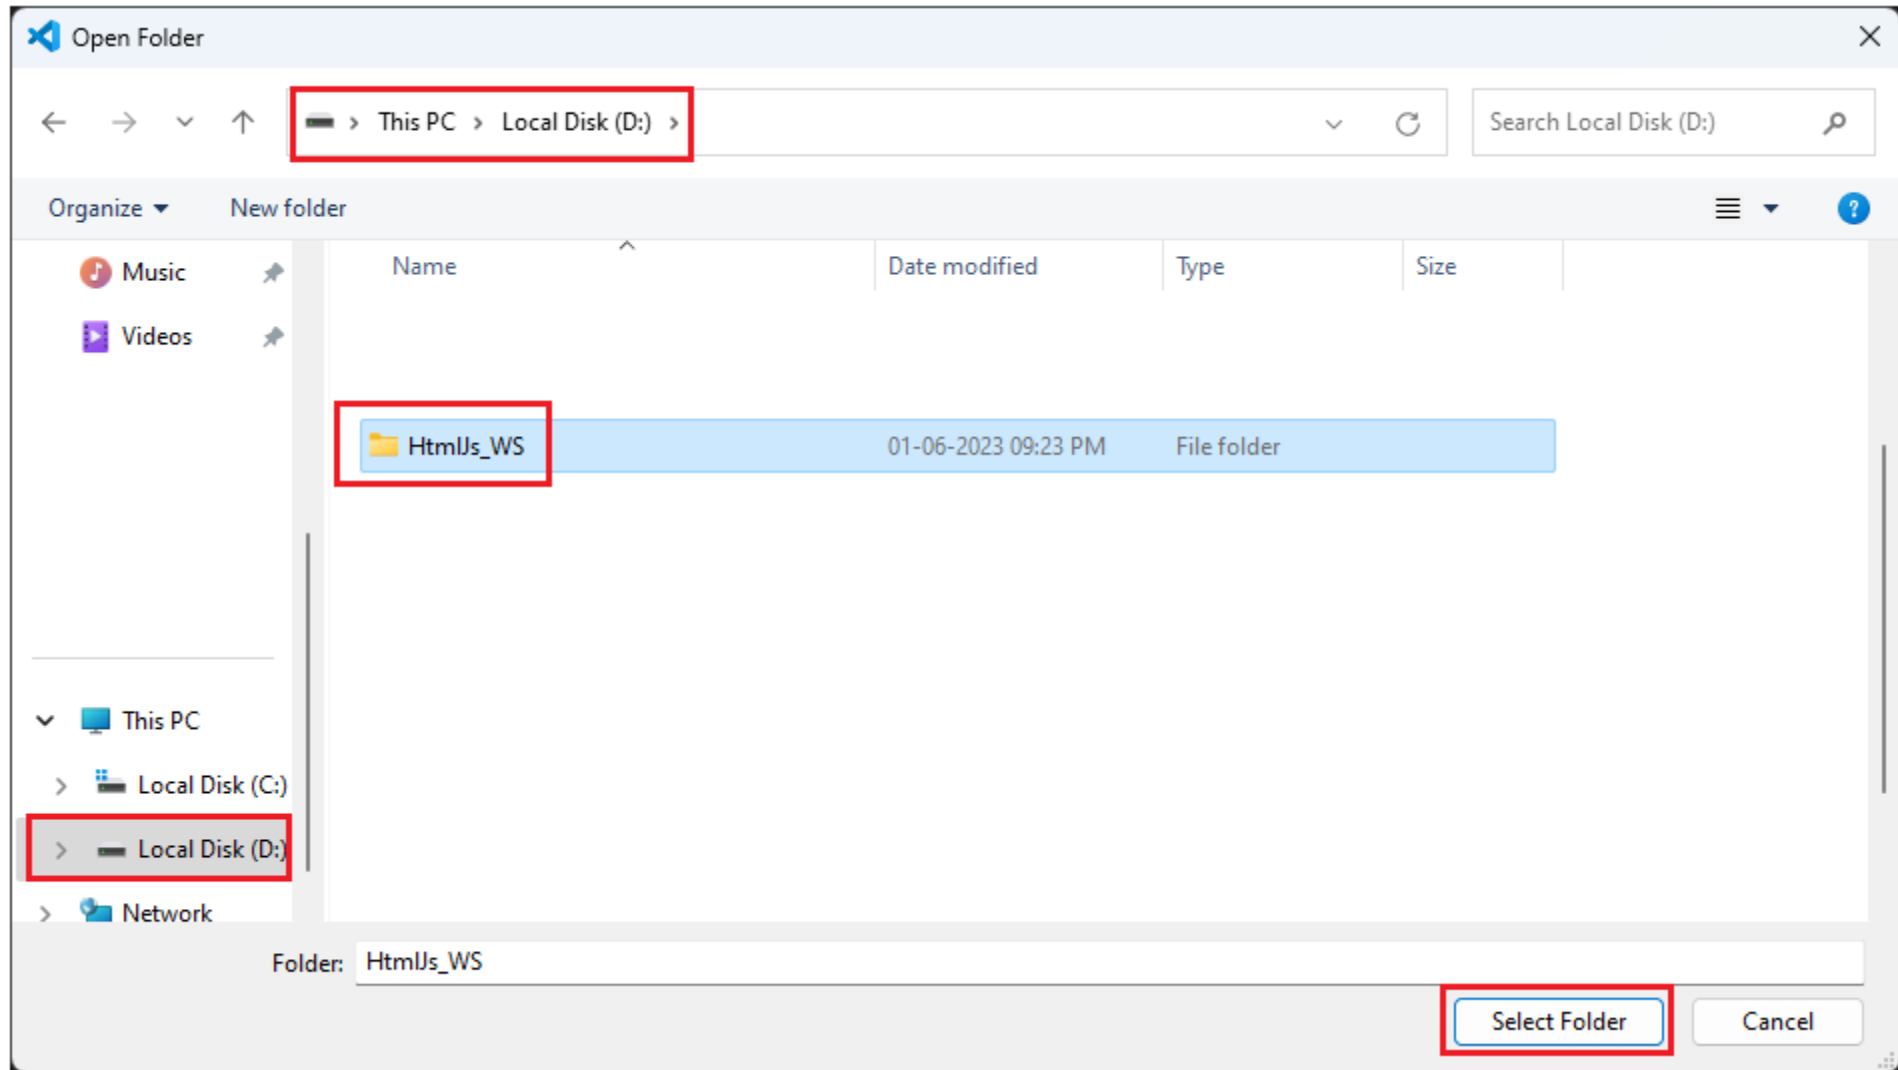 Open Folder
This PC > Local Disk (D:) >
Search Local Disk (D:)
Organize
New folder
?
Music
Videos
Name
Date modified
Type
Size
HtmlJs_WS
01-06-2023 09:23 PM
File folder
This PC
Local Disk (C:)
Local Disk (D:)
Network
Folder: HtmlJs_WS
Select Folder
Cancel